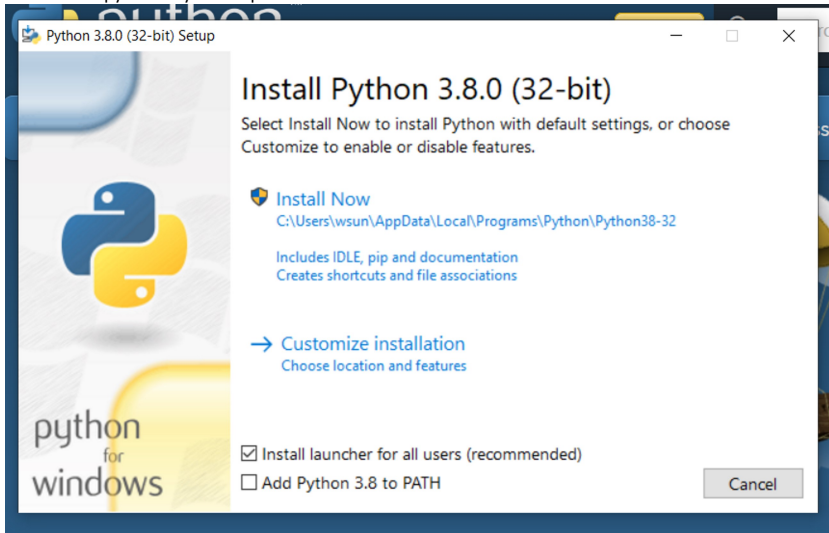 python
Python 3.8.0 (32-bit) Setup
Install Python 3.8.0 (32-bit)
Select Install Now to install Python with default settings, or choose
Customize to enable or disable features.
Install Now
C:\Users\wsun\AppData\Local\Programs\Python\Python38-32
Includes IDLE, pip and documentation
Creates shortcuts and file associations
Customize installation
Choose location and features
python
for
windows
Install launcher for all users (recommended)
Add Python 3.8 to PATH
Cancel